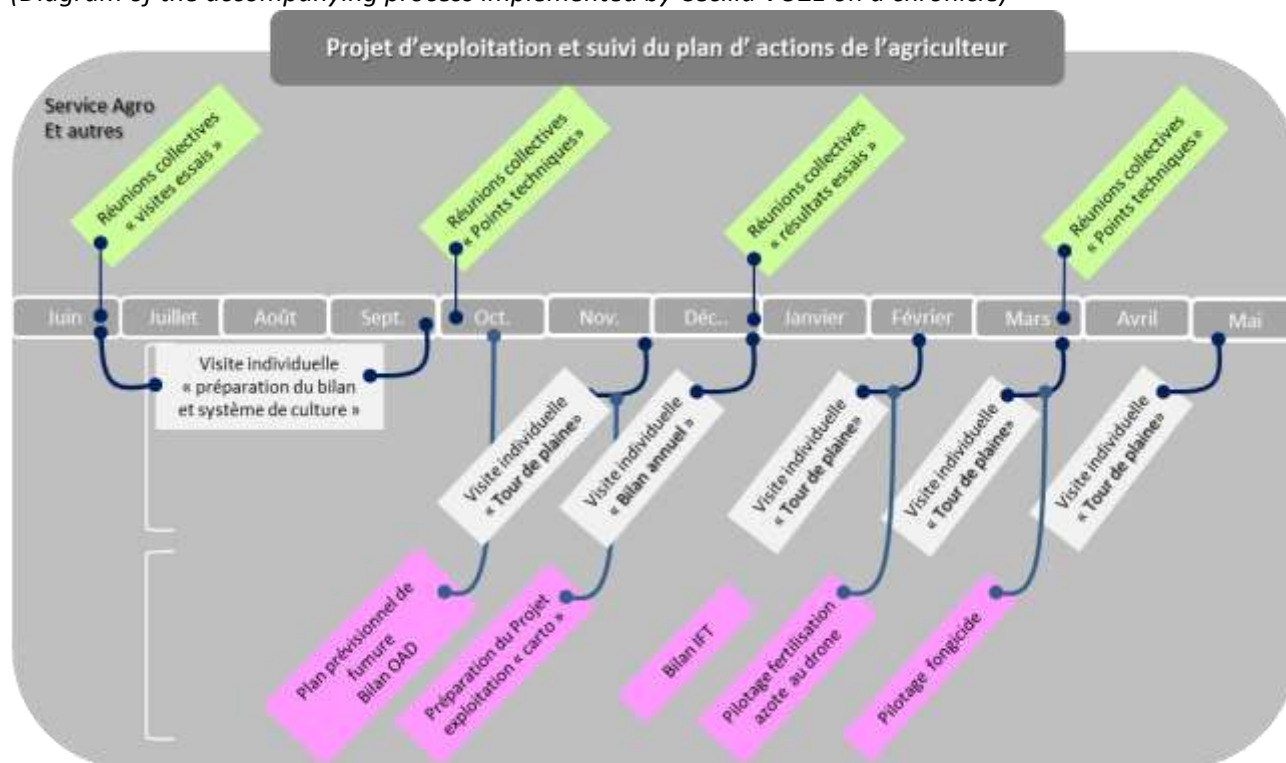 (Diagram of the accompanying process implemented by Cécilia
on a chronicle)
Projet d’exploitation et suivi du plan d’ actions de l’agriculteur
Service Agro
Et autres
Réunions collectives
« visites essais »
Réunions collectives
« Points techniques»
Réunions collectives
« résultats essais »
Réunions collectives
« Points techniques»
Juin
Juillet
Août
Sept.
Oct.
Nov.
Déc..
Janvier
Février
Mars
Avril
Mai
Visite individuelle
« préparation du bilan
et système de culture »
Visite individuelle
« Tour de plaine»
Visite individuelle
« Bilan annuel »
Visite individuelle
« Tour de plaine»
Visite individuelle
« Tour de plaine»
Visite individuelle
« Tour de plaine»
Plan prévisionnel de
fumure
Bilan OAD
Préparation du Projet
exploitation « carto »
Bilan IFT
Pilotage fertilisation
azote au drone
Pilotage fongicide